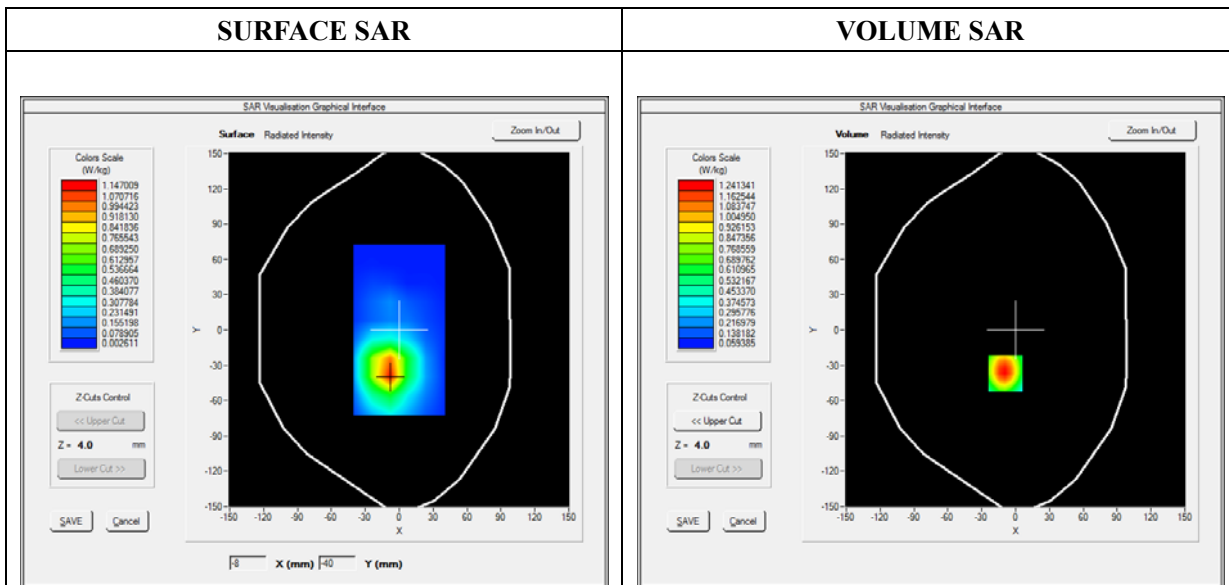 SURFACE SAR
VOLUME SAR
SAR Visualisation Graphical Interface
Surface Radiated Intensity
Zoom In/Out
Colors Scale
(W/kg)
1.147009
1.070716
0.994423
0.918130
0.841836
0.765543
0.689250
0.612957
0.536664
0.460370
0.384077
0.307784
0.231491
0.155198
0.078905
0.002611
Z-Cuts Control
<< Upper Cut
Z = 4.0 mm
Lower Cut >>
SAVE Cancel
150
120
90
60
30
0
-30
-60
-90
-120
-150
Y
-150 -120 -90 -60 -30 0 30 60 90 120 150
X
-8 X (mm) -40 Y (mm)
SAR Visualisation Graphical Interface
Volume Radiated Intensity
Zoom In/Out
Colors Scale
(W/kg)
1.241341
1.162544
1.083747
1.004950
0.926153
0.847356
0.768559
0.689762
0.610965
0.532167
0.453370
0.374573
0.295776
0.216979
0.138182
0.059385
Z-Cuts Control
<< Upper Cut
Z = 4.0 mm
Lower Cut >>
SAVE Cancel
150
120
90
60
30
0
-30
-60
-90
-120
-150
Y
-150 -120 -90 -60 -30 0 30 60 90 120 150
X